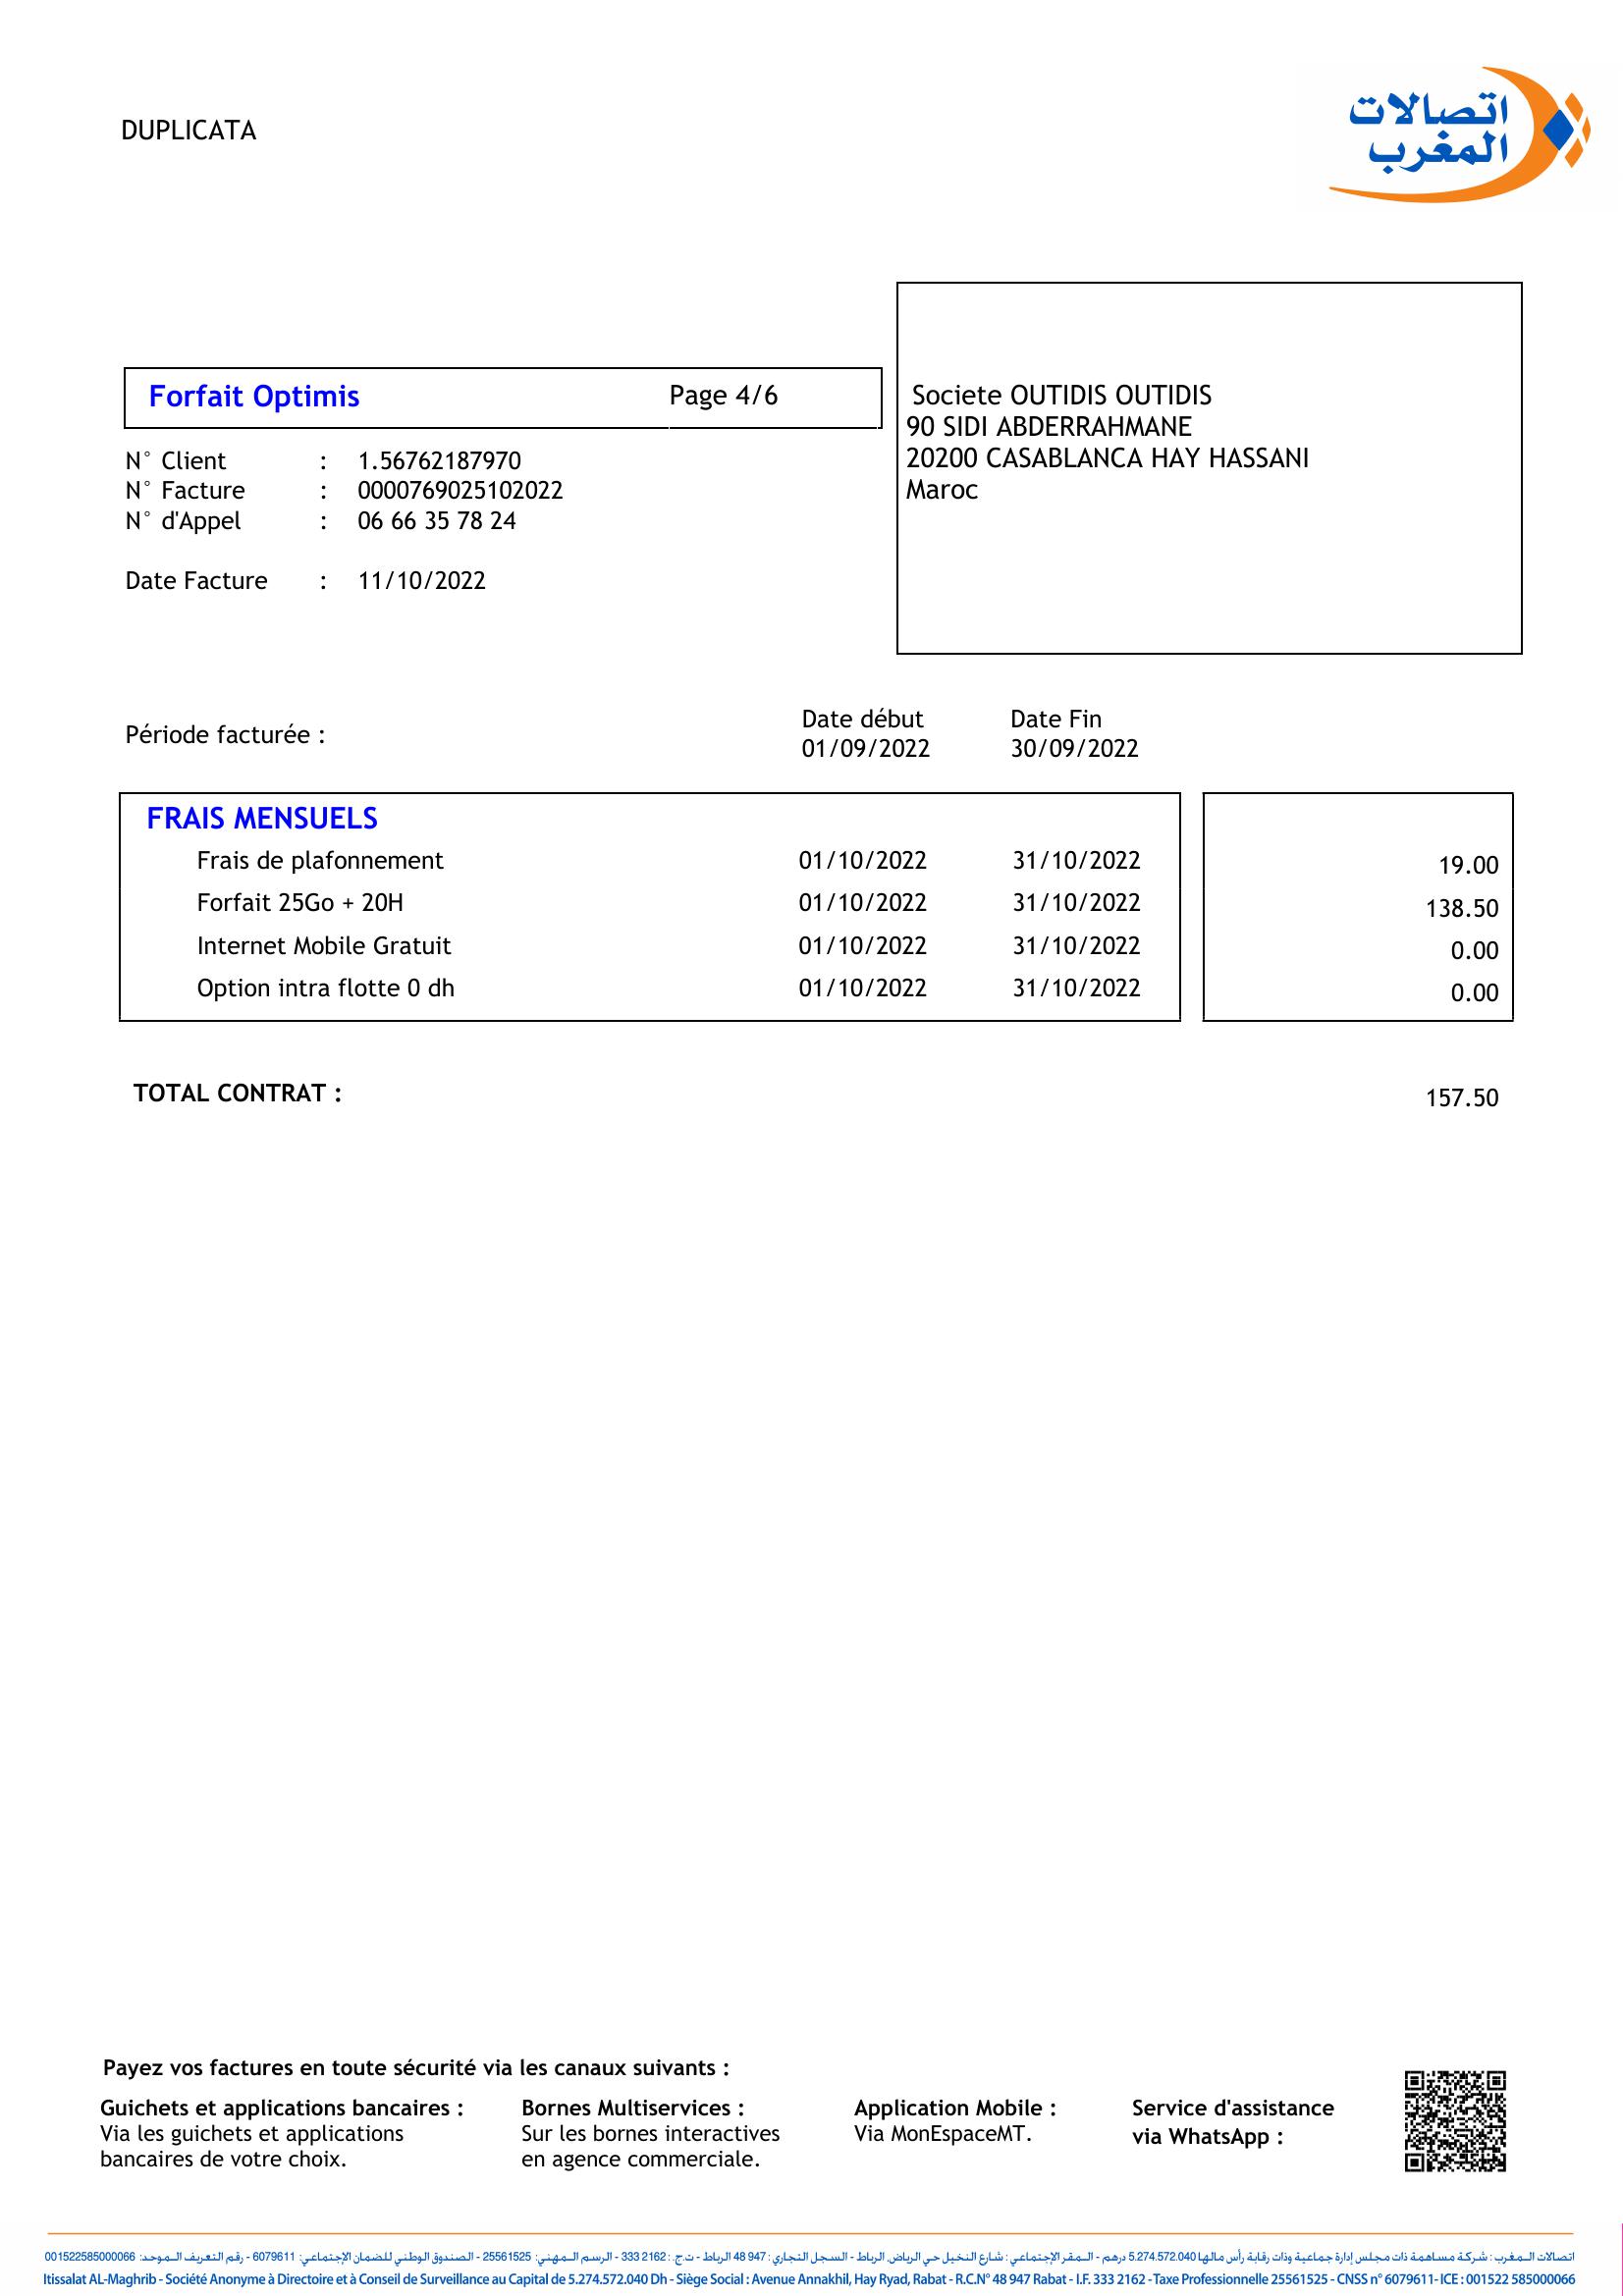 DUPLICATA
اتصالات
المغرب
Forfait Optimis Page 4/6
N° Client : 1.56762187970
N° Facture : 0000769025102022
N° d'Appel : 06 66 35 78 24
Date Facture : 11/10/2022
Societe OUTIDIS OUTIDIS
90 SIDI ABDERRAHMANE
20200 CASABLANCA HAY HASSANI
Maroc
Date début Date Fin
Période facturée :
01/09/2022 30/09/2022
FRAIS MENSUELS
Frais de plafonnement 01/10/2022 31/10/2022 19.00
Forfait 25Go + 20H 01/10/2022 31/10/2022 138.50
Internet Mobile Gratuit 01/10/2022 31/10/2022 0.00
Option intra flotte 0 dh 01/10/2022 31/10/2022 0.00
TOTAL CONTRAT : 157.50
Payez vos factures en toute sécurité via les canaux suivants :
Guichets et applications bancaires :
Via les guichets et applications
bancaires de votre choix.
Bornes Multiservices :
Sur les bornes interactives
en agence commerciale.
Application Mobile :
Via MonEspaceMT.
Service d'assistance
via WhatsApp :
اتصالات الـمـغرب : شركة مساهمة ذات مجلس إدارة جماعية وذات رقابة رأس مالها 5.274.572.040 درهم - الـمـقـر الإجتماعي : شارع النخيل حي الرياض. الرباط - السـجل التجاري : 947 48 الرباط - ت.ج. : 2162 333 - الرسـم الـمـهني: 25561525 - الصندوق الوطني للضمان الإجتماعي: 6079611 - رقم التعريف الـموحـد: 001522585000066
Itissalat AL-Maghrib - Société Anonyme à Directoire et à Conseil de Surveillance au Capital de 5.274.572.040 Dh - Siège Social : Avenue Annakhil, Hay Ryad, Rabat - R.C.N° 48 947 Rabat - I.F. 333 2162 - Taxe Professionnelle 25561525 - CNSS n° 6079611- ICE : 001522 585000066